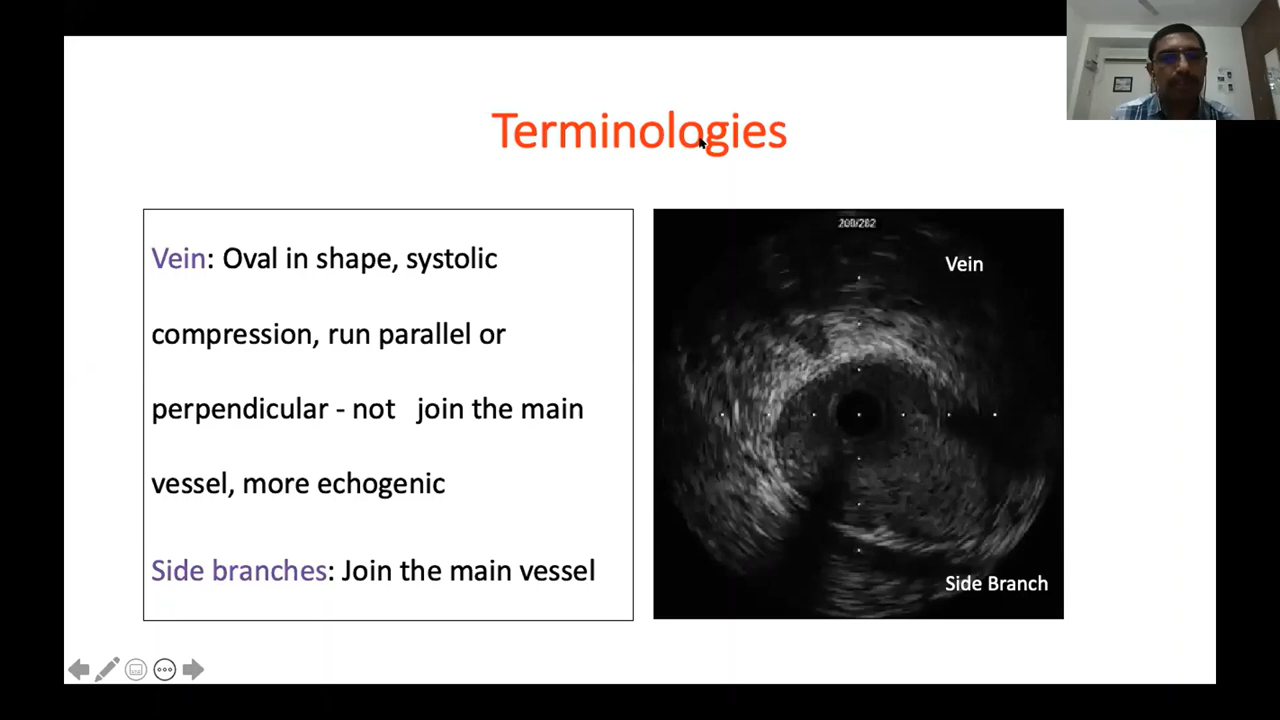 Terminologies
Vein: Oval in shape, systolic
compression, run parallel or
perpendicular - not join the main
vessel, more echogenic
Side branches: Join the main vessel
200/282
Vein
Side Branch